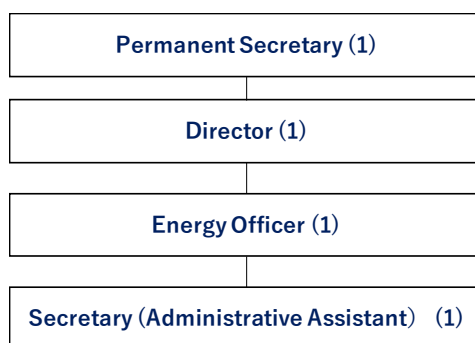 Permanent Secretary (1)
Director (1)
Energy Officer (1)
Secretary (Administrative Assistant） (1)